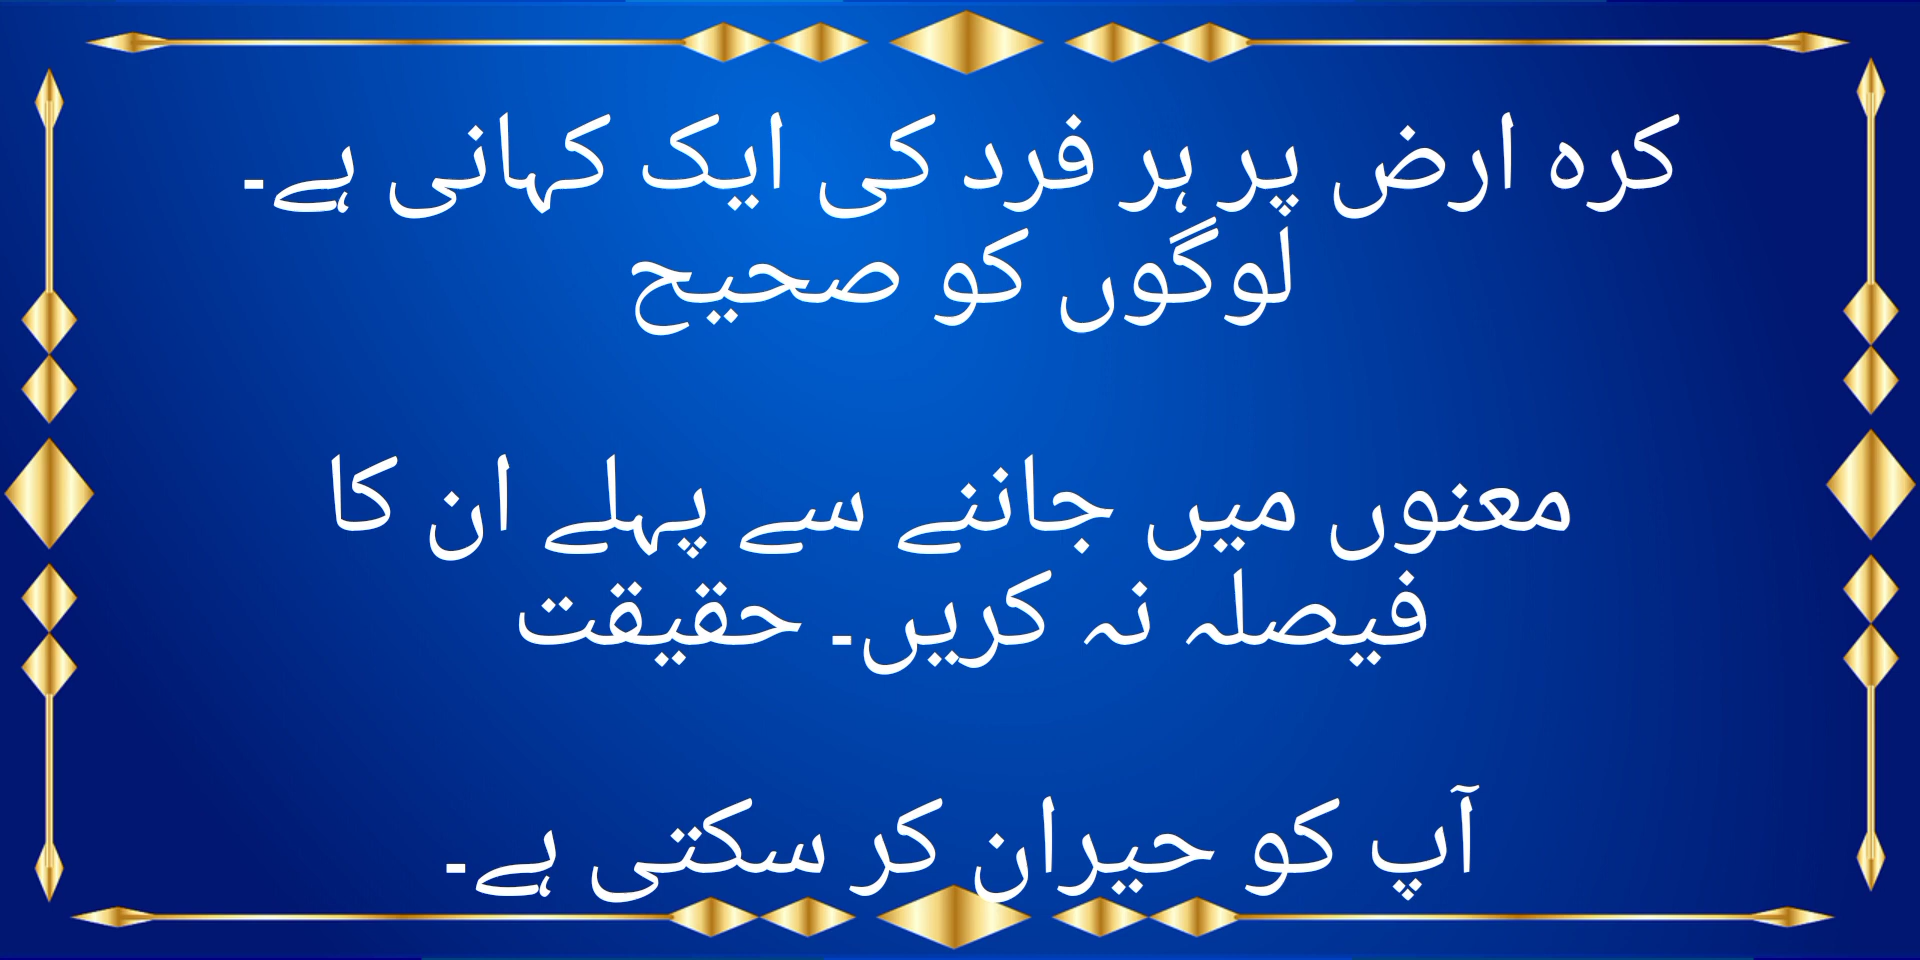 کرہ ارض پر ہر فرد کی ایک کہانی ہے۔
لوگوں کو صحیح
معنوں میں جاننے سے پہلے ان کا
فیصلہ نہ کریں۔ حقیقت
آپ کو حیران کر سکتی ہے۔